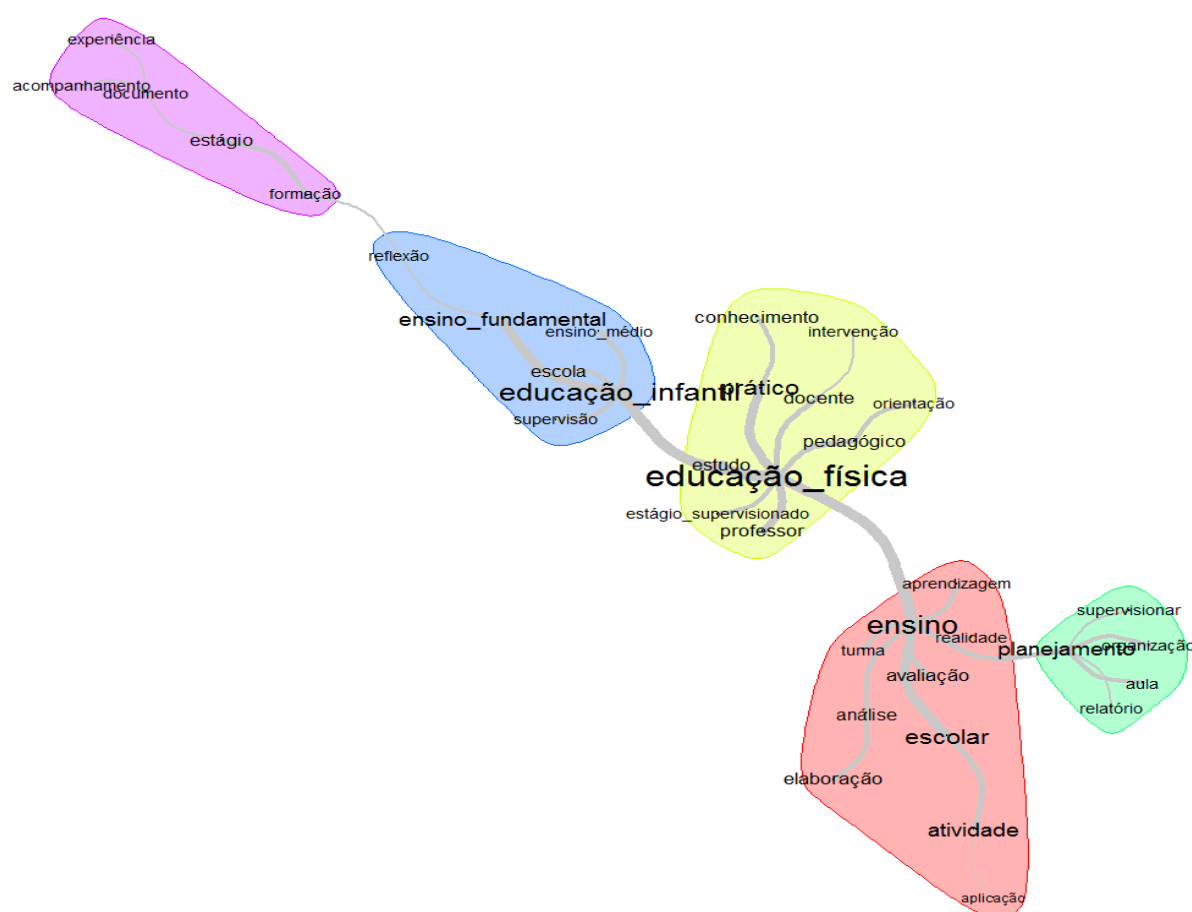 experiência
acompanhamento
documento
estágio
formação
reflexão
ensino_fundamental
ensino_médio
escola
educação_infantil
supervisão
conhecimento
intervenção
prático
docente
orientação
pedagógico
estudo
educação_física
estágio_supervisionado
professor
aprendizagem
ensino
realidade
turma
avaliação
análise
escolar
elaboração
atividade
aplicação
supervisionar
planejamento
organização
aula
relatório